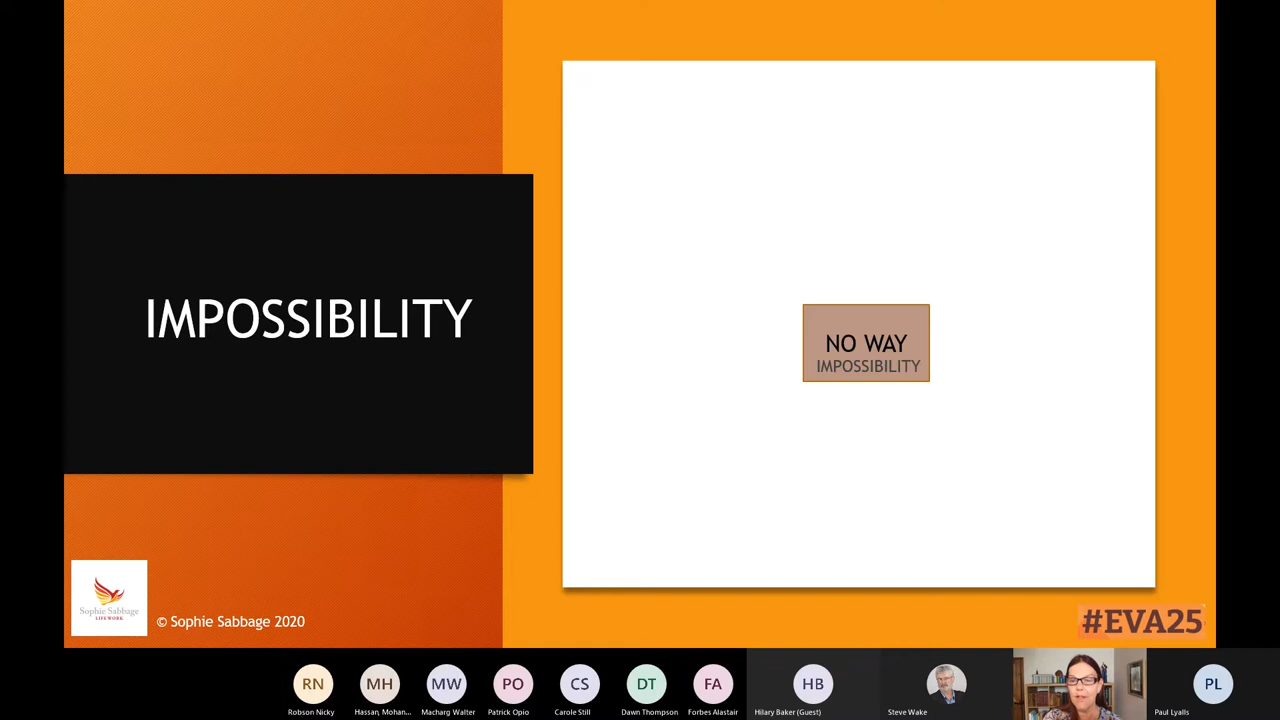 IMPOSSIBILITY
NO WAY
IMPOSSIBILITY
Sophie Sabbage
LIFEWORK
© Sophie Sabbage 2020
#EVA25
RN
MH
MW
PO
CS
DT
FA
HB
PL
Robson Nicky
Hassan, Mohan...
Macharg Walter
Patrick Opio
Carole Still
Dawn Thompson
Forbes Alastair
Hilary Baker (Guest)
Steve Wake
Paul Lyalls